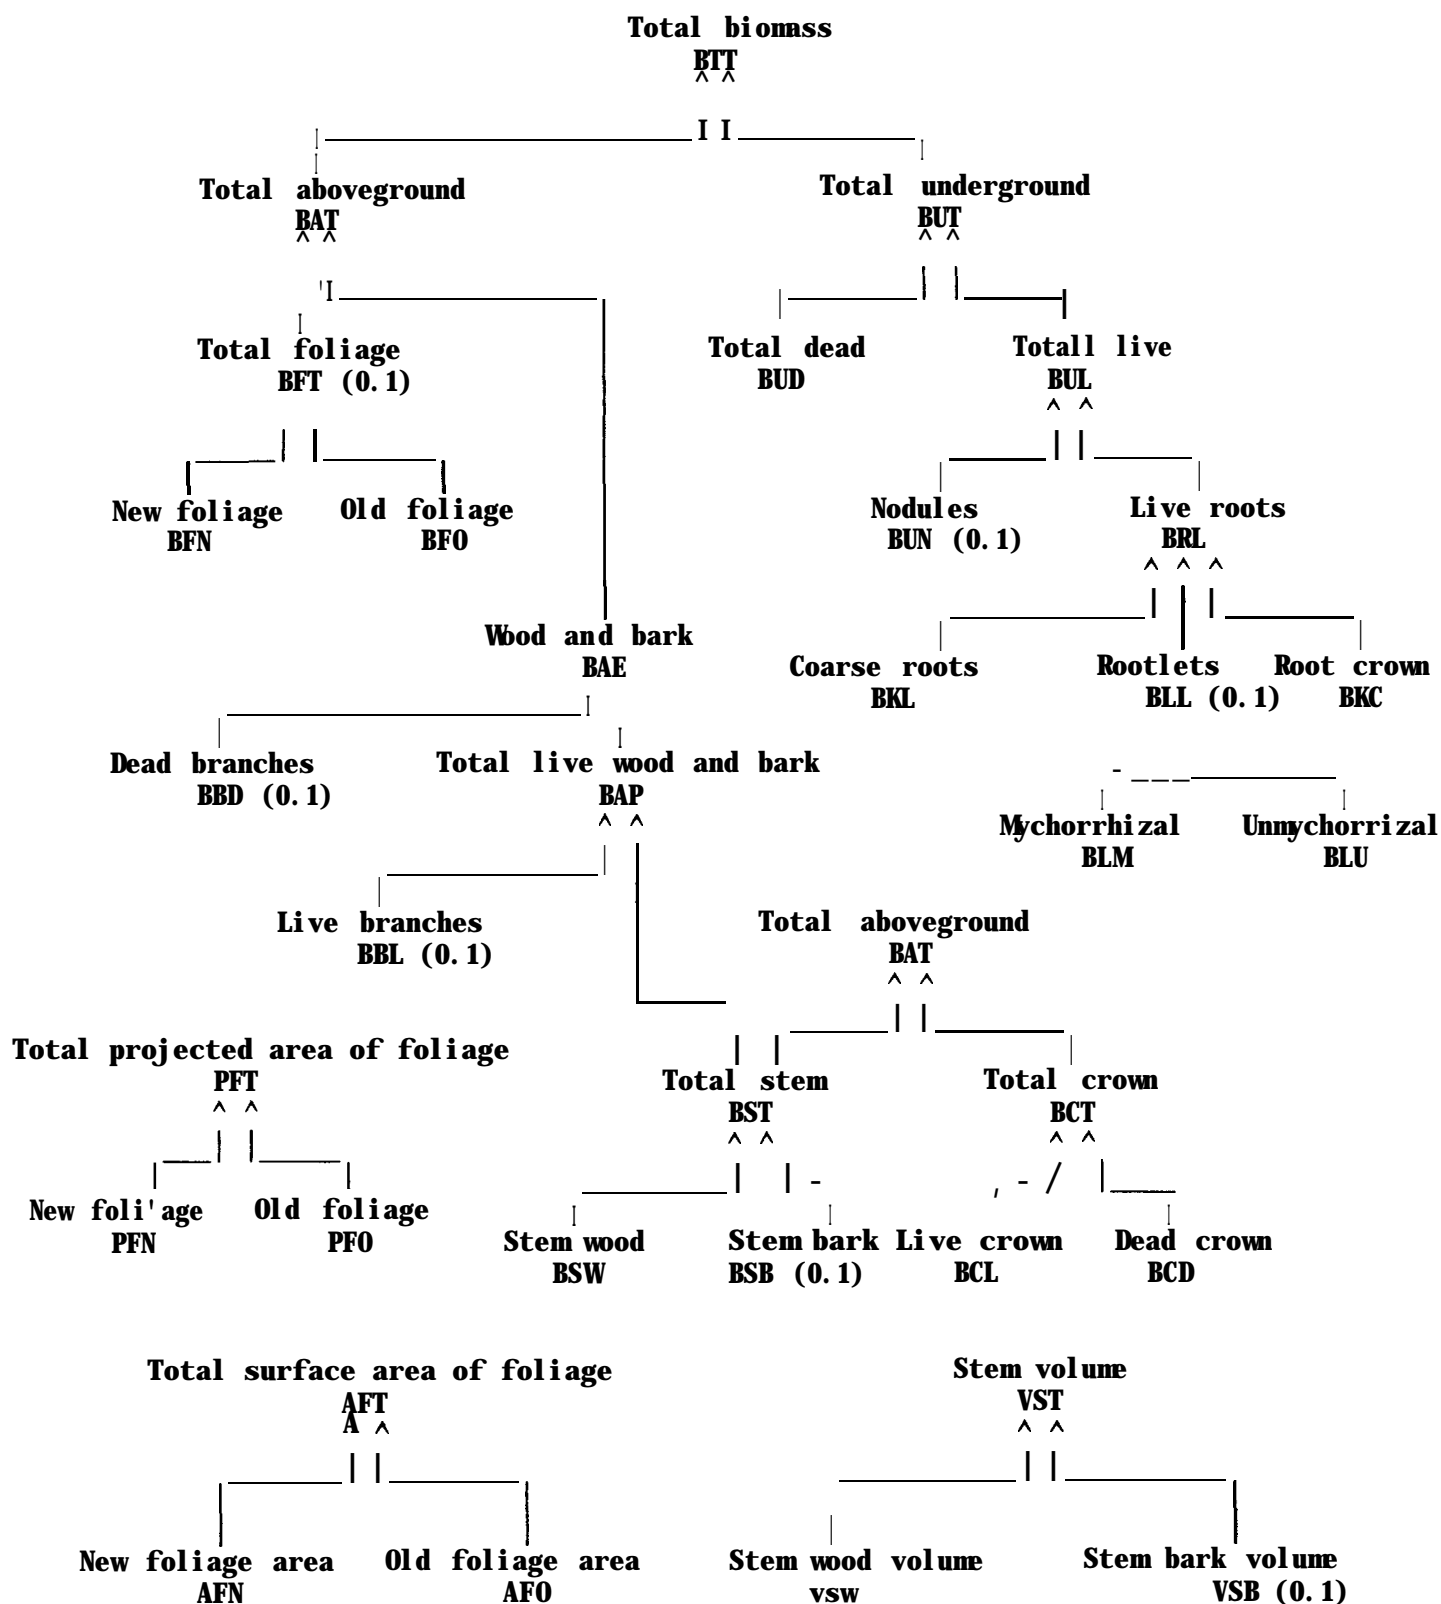 Total biomass
BTT
Total aboveground
BAT
Total underground
BUT
Total foliage
BFT (0.1)
Total dead
BUD
Totall live
BUL
New foliage
BFN
Old foliage
BFO
Nodules
BUN (0.1)
Live roots
BRL
Wood and bark
BAE
Coarse roots
BKL
Rootlets
BLL (0.1)
Root crown
BKC
Dead branches
BBD (0.1)
Total live wood and bark
BAP
Mychorrhizal
BLM
Unmychorrizal
BLU
Live branches
BBL (0.1)
Total aboveground
BAT
Total projected area of foliage
PFT
Total stem
BST
Total crown
BCT
New foli'age
PFN
Old foliage
PFO
Stem wood
BSW
Stem bark
BSB (0.1)
Live crown
BCL
Dead crown
BCD
Total surface area of foliage
AFT
A
Stem volume
VST
New foliage area
AFN
Old foliage area
AFO
Stem wood volume
vsw
Stem bark volume
VSB (0.1)